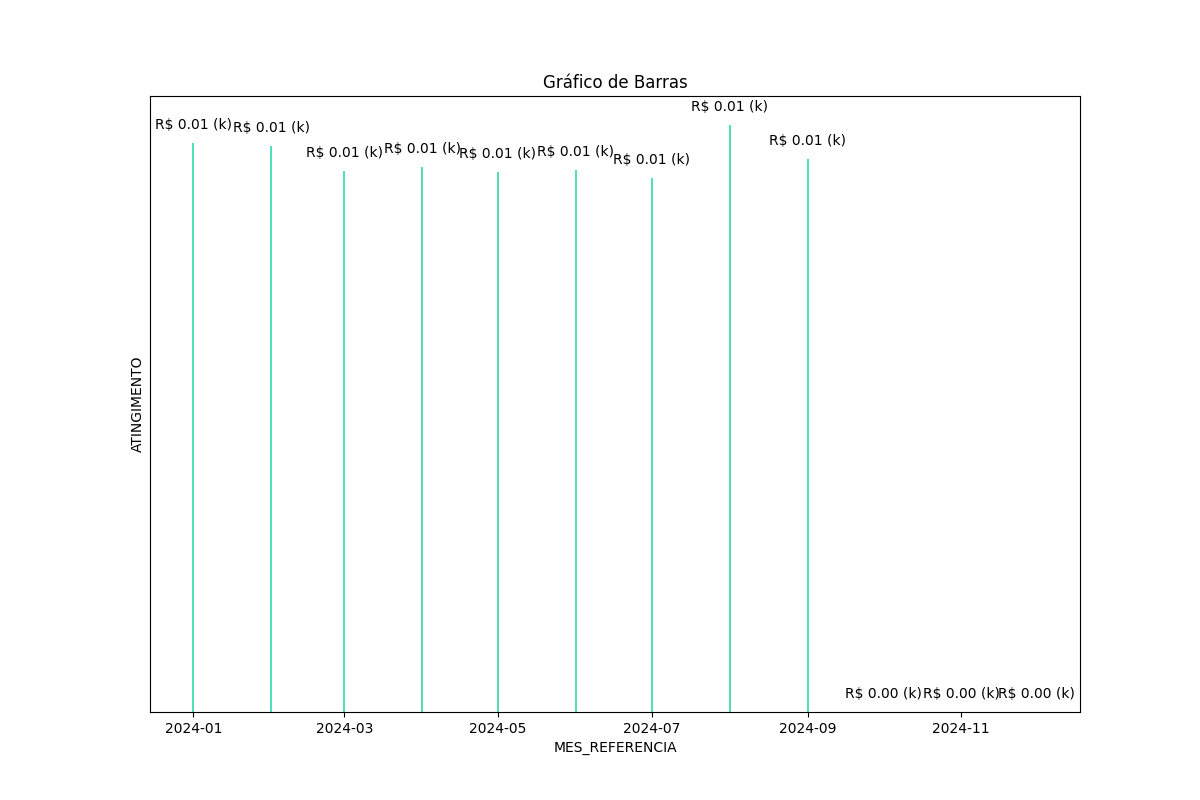 Gráfico de Barras
R$ 0.01 (k)
R$ 0.01 (k)
R$ 0.01 (k)
R$ 0.01 (k)
R$ 0.01 (k)
R$ 0.01 (k)
R$ 0.01 (k)
R$ 0.01 (k)
R$ 0.01 (k)
R$ 0.00 (k)
R$ 0.00 (k)
R$ 0.00 (k)
ATINGIMENTO
2024-01 2024-03 2024-05 2024-07 2024-09 2024-11
MES_REFERENCIA